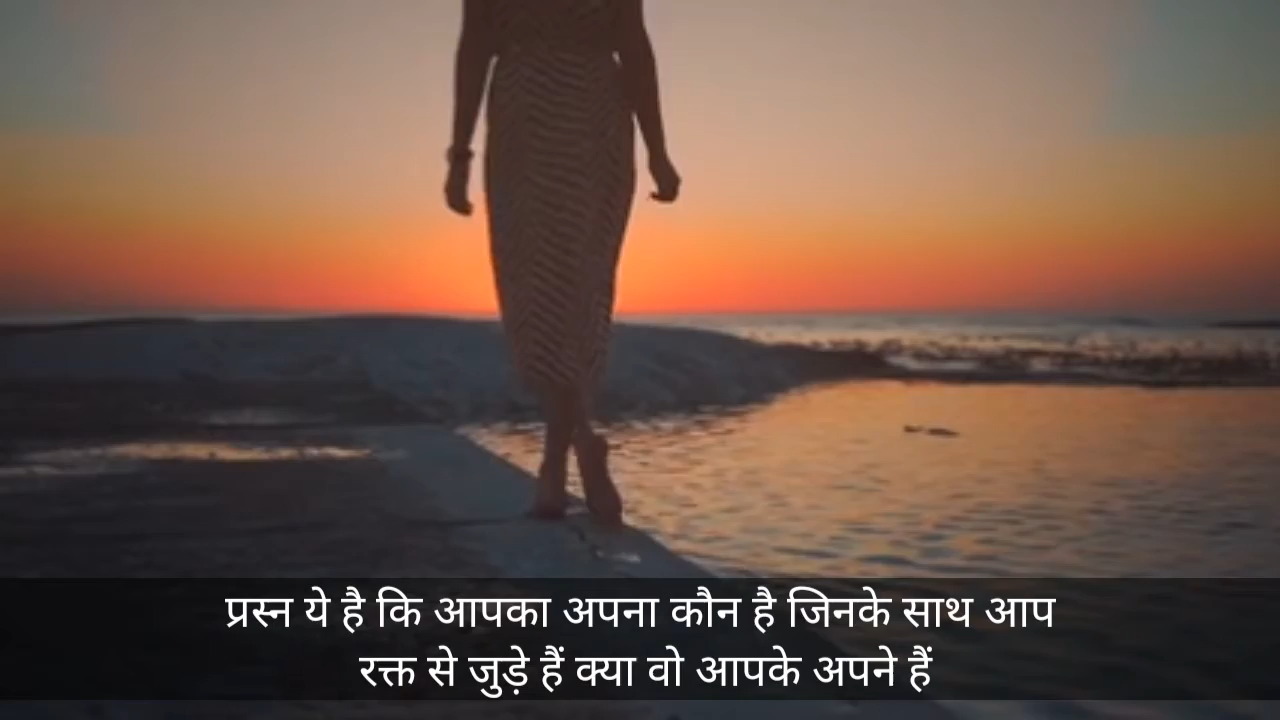 प्रस्न ये है कि आपका अपना कौन है जिनके साथ आप
रक्त से जुड़े हैं क्या वो आपके अपने हैं